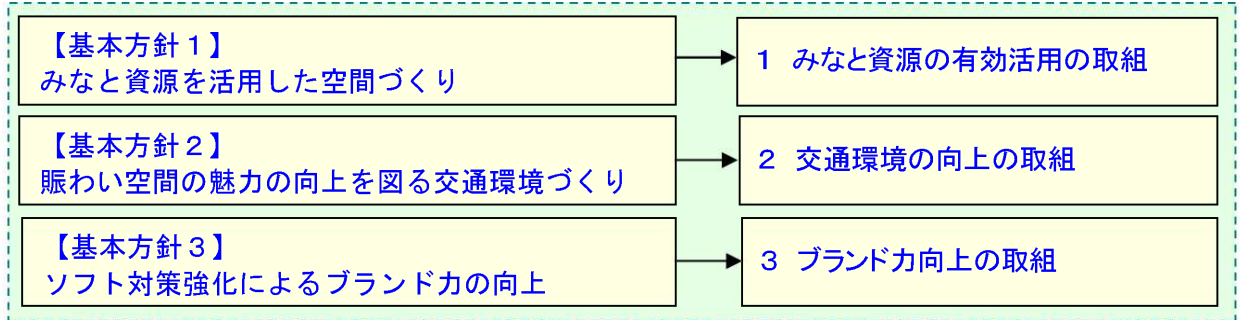 【基本方針１】
みなと資源を活用した空間づくり
１　みなと資源の有効活用の取組
【基本方針２】
賑わい空間の魅力の向上を図る交通環境づくり
２　交通環境の向上の取組
【基本方針３】
ソフト対策強化によるブランド力の向上
３　ブランド力向上の取組